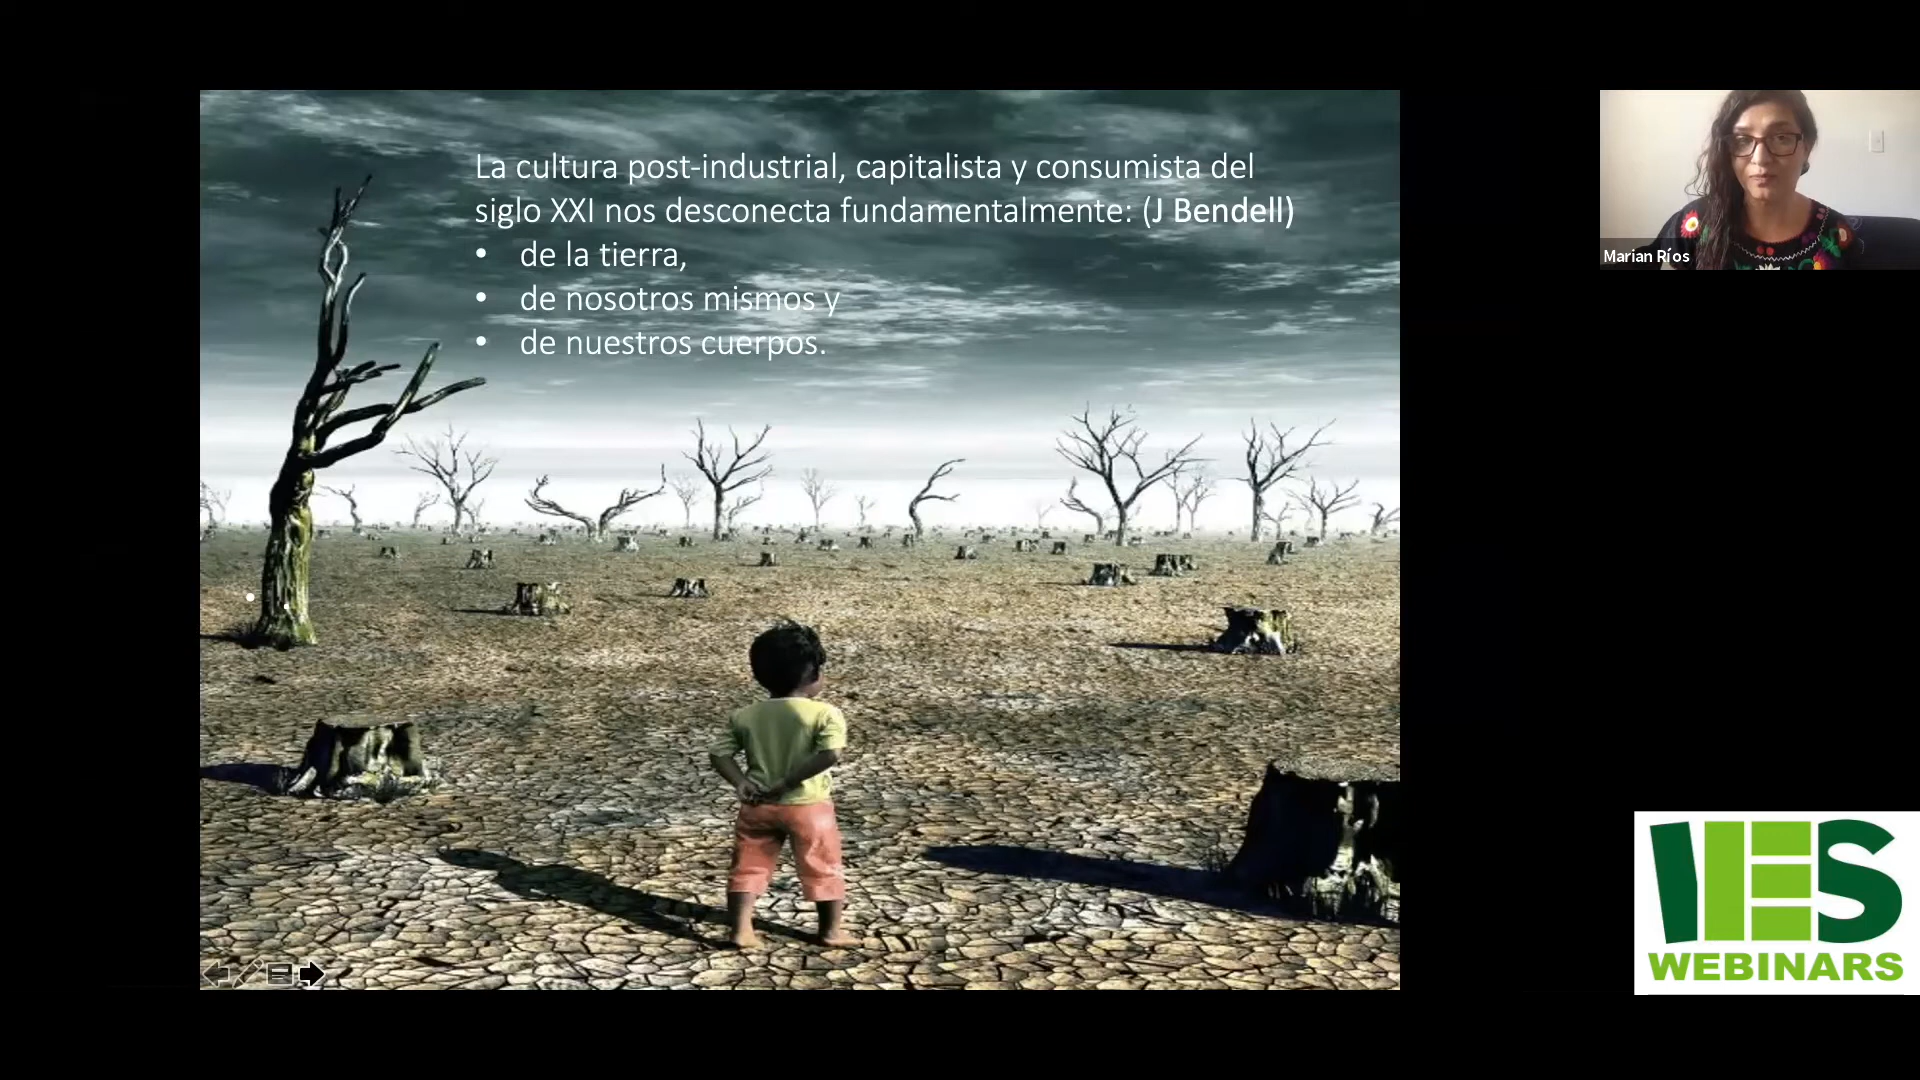 La cultura post-industrial, capitalista y consumista del
siglo XXI nos desconecta fundamentalmente: (J Bendell)
• de la tierra,
• de nosotros mismos y
• de nuestros cuerpos.
Marian Ríos
IES
WEBINARS